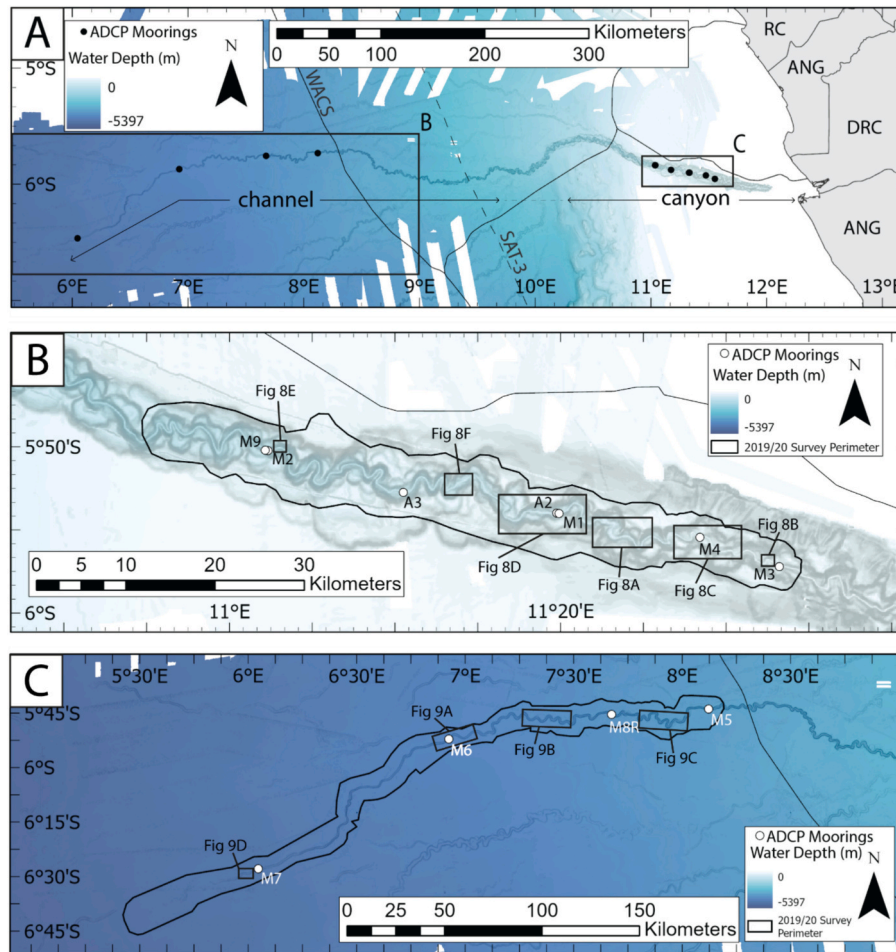 A
ADCP Moorings
Water Depth (m)
0
-5397
N
Kilometers
0 50 100 200 300
RC
ANG
DRC
ANG
5°S
6°S
WACS
SAT-3
B
C
channel
canyon
6°E 7°E 8°E 9°E 10°E 11°E 12°E 13°E
B
ADCP Moorings
Water Depth (m)
0
-5397
N
2019/20 Survey Perimeter
Fig 8E
Fig 8F
Fig 8B
5°50'S
M9
M2
A3
A2
M1
M4
M3
Fig 8D
Fig 8A
Fig 8C
0 5 10 20 30
Kilometers
6°S
11°E 11°20'E
C
5°30'E 6°E 6°30'E 7°E 7°30'E 8°E 8°30'E
5°45'S
6°S
6°15'S
6°30'S
6°45'S
Fig 9A
M6
Fig 9B
M8R
M5
Fig 9C
Fig 9D
M7
0 25 50 100 150
Kilometers
ADCP Moorings
Water Depth (m)
0
-5397
N
2019/20 Survey
Perimeter